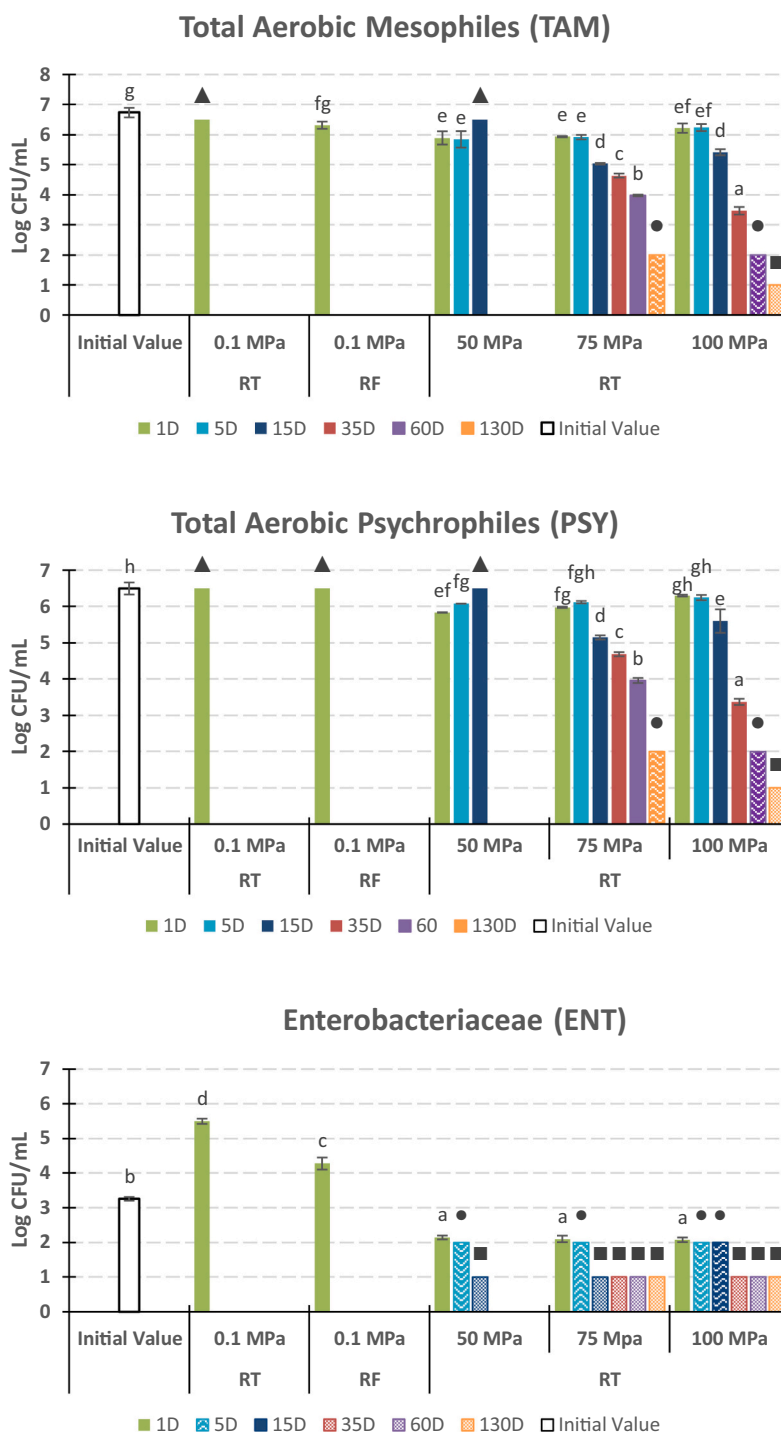 Total Aerobic Mesophiles (TAM)
Log CFU/mL
8
7
6
5
4
3
2
1
0
g
fg
e e
e e d c b
ef ef d a
Initial Value 0.1 MPa 0.1 MPa 50 MPa 75 MPa 100 MPa
RT RF RT
1D 5D 15D 35D 60D 130D Initial Value
Total Aerobic Psychrophiles (PSY)
Log CFU/mL
7
6
5
4
3
2
1
0
h
ef fg
fg fgh d c b
gh gh e a
Initial Value 0.1 MPa 0.1 MPa 50 MPa 75 MPa 100 MPa
RT RF RT
1D 5D 15D 35D 60 130D Initial Value
Enterobacteriaceae (ENT)
Log CFU/mL
7
6
5
4
3
2
1
0
b
d
c
a
a
a
Initial Value 0.1 MPa 0.1 MPa 50 MPa 75 Mpa 100 MPa
RT RF RT
1D 5D 15D 35D 60D 130D Initial Value